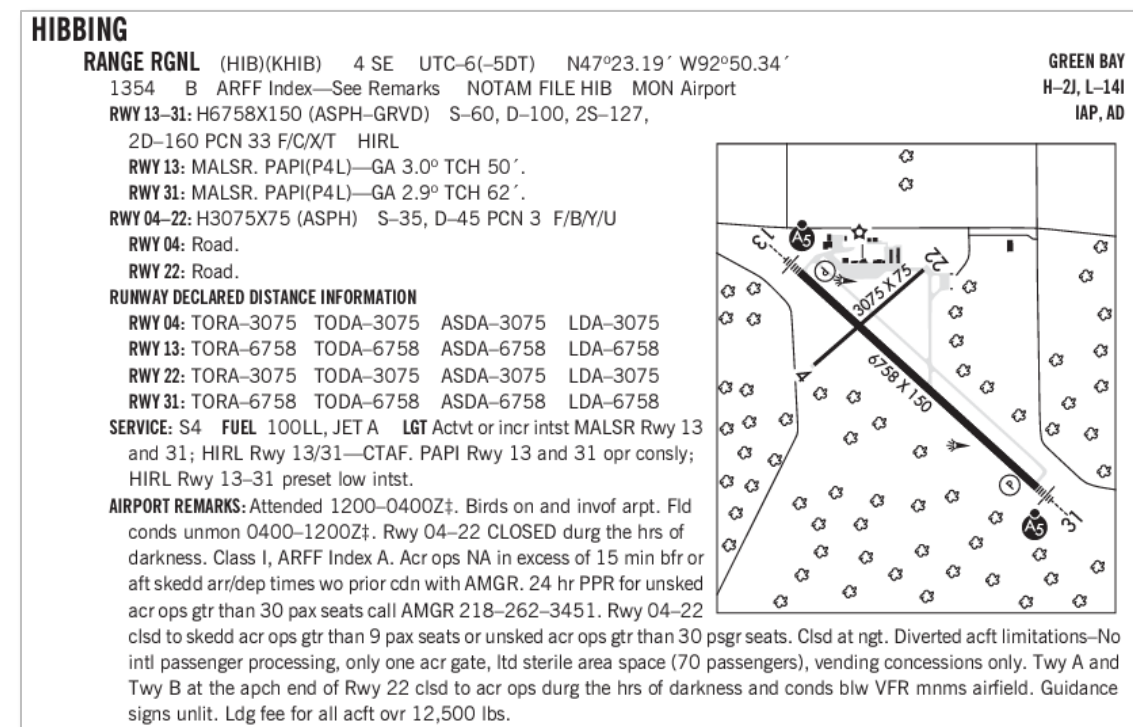 HIBBING
RANGE RGNL (HIB)(KHIB) 4 SE UTC–6(–5DT) N47º23.19´ W92º50.34´
GREEN BAY
1354 B ARFF Index—See Remarks NOTAM FILE HIB MON Airport
H–2J, L–14I
IAP, AD
RWY 13–31: H6758X150 (ASPH–GRVD) S–60, D–100, 2S–127,
2D–160 PCN 33 F/C/X/T HIRL
RWY 13: MALSR. PAPI(P4L)—GA 3.0º TCH 50´.
RWY 31: MALSR. PAPI(P4L)—GA 2.9º TCH 62´.
RWY 04–22: H3075X75 (ASPH) S–35, D–45 PCN 3 F/B/Y/U
RWY 04: Road.
RWY 22: Road.
RUNWAY DECLARED DISTANCE INFORMATION
RWY 04: TORA–3075 TODA–3075 ASDA–3075 LDA–3075
RWY 13: TORA–6758 TODA–6758 ASDA–6758 LDA–6758
RWY 22: TORA–3075 TODA–3075 ASDA–3075 LDA–3075
RWY 31: TORA–6758 TODA–6758 ASDA–6758 LDA–6758
SERVICE: S4 FUEL 100LL, JET A LGT Actvt or incr intst MALSR Rwy 13
and 31; HIRL Rwy 13/31—CTAF. PAPI Rwy 13 and 31 opr consly;
HIRL Rwy 13–31 preset low intst.
AIRPORT REMARKS: Attended 1200–0400Z‡. Birds on and invof arpt. Fld
conds unmon 0400–1200Z‡. Rwy 04–22 CLOSED durg the hrs of
darkness. Class I, ARFF Index A. Acr ops NA in excess of 15 min bfr or
aft skedd arr/dep times wo prior cdn with AMGR. 24 hr PPR for unsked
acr ops gtr than 30 pax seats call AMGR 218–262–3451. Rwy 04–22
clsd to skedd acr ops gtr than 9 pax seats or unsked acr ops gtr than 30 psgr seats. Clsd at ngt. Diverted acft limitations–No
intl passenger processing, only one acr gate, ltd sterile area space (70 passengers), vending concessions only. Twy A and
Twy B at the apch end of Rwy 22 clsd to acr ops durg the hrs of darkness and conds blw VFR mnms airfield. Guidance
signs unlit. Ldg fee for all acft ovr 12,500 lbs.
13
A5
P
22
3075 X 75
4
6758 X 150
P
31
A5